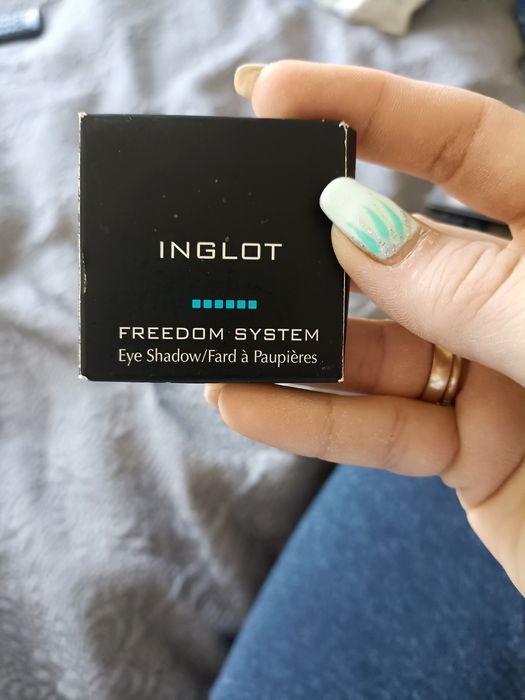 INGLOT
FREEDOM SYSTEM
Eye Shadow/Fard à Paupières